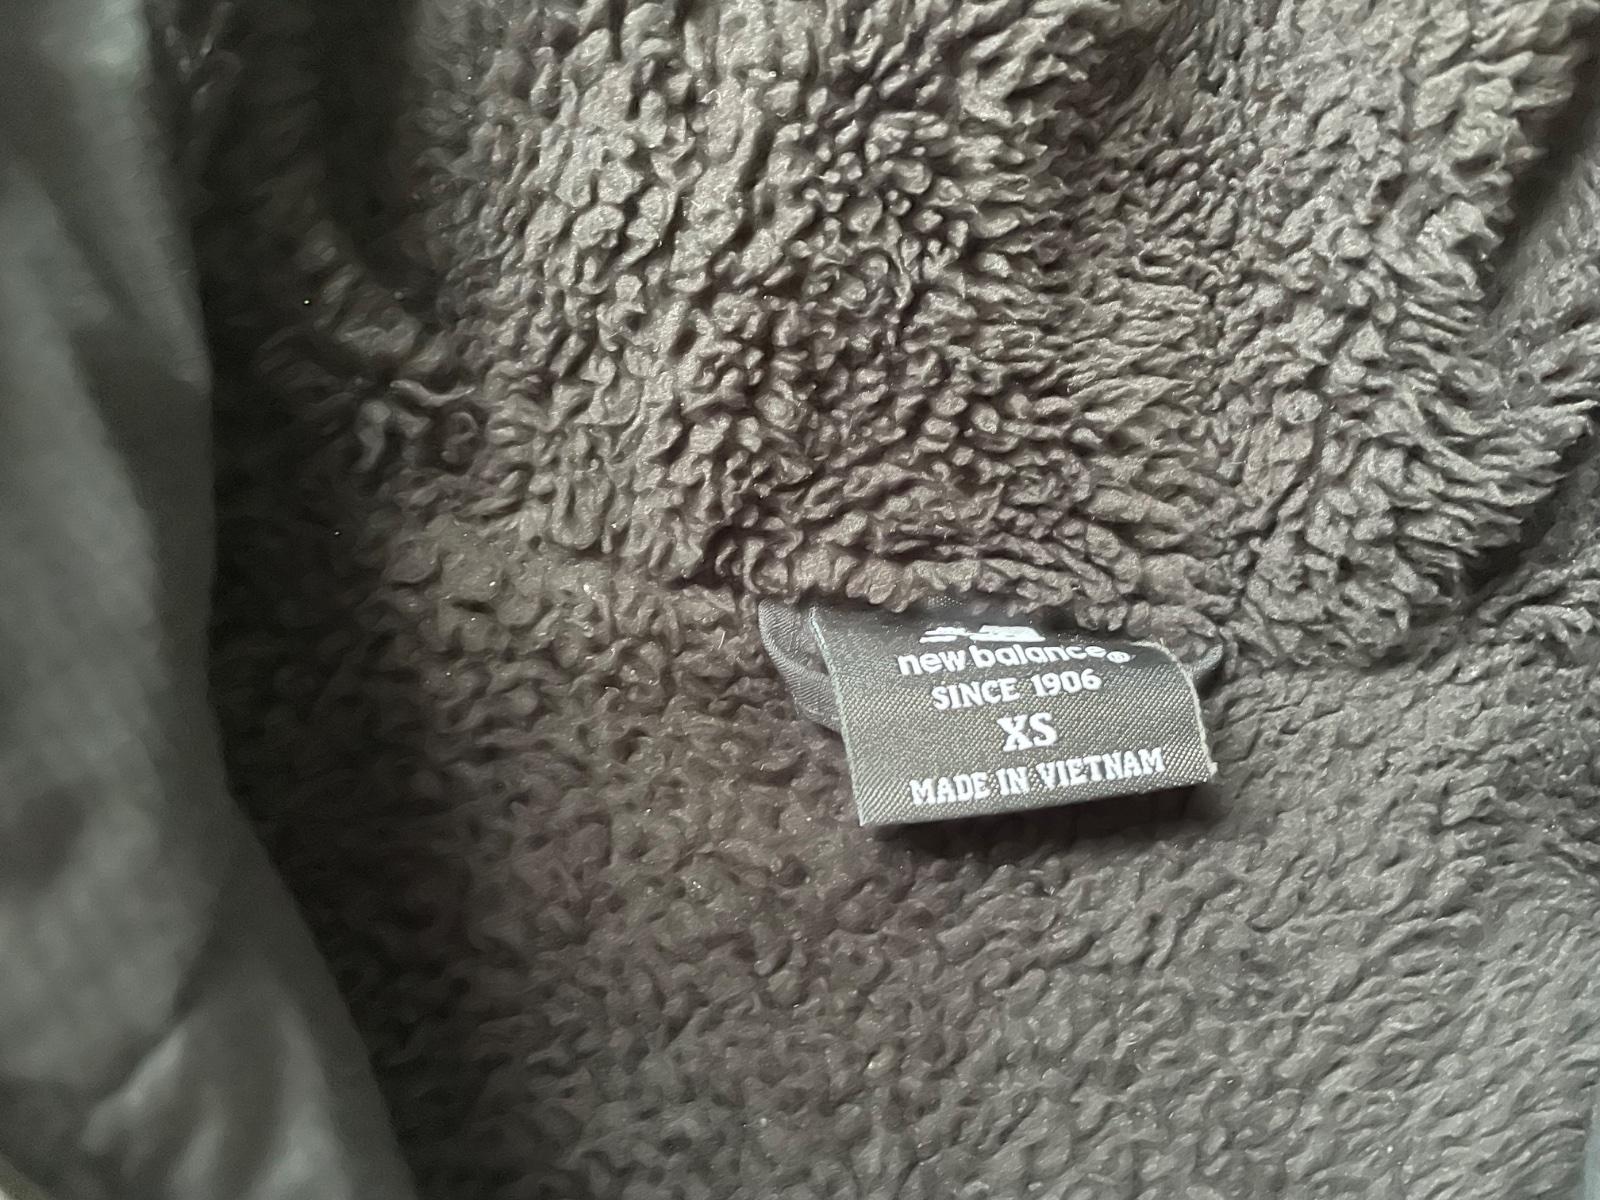 new balance®
SINCE 1906
XS
MADE IN VIETNAM